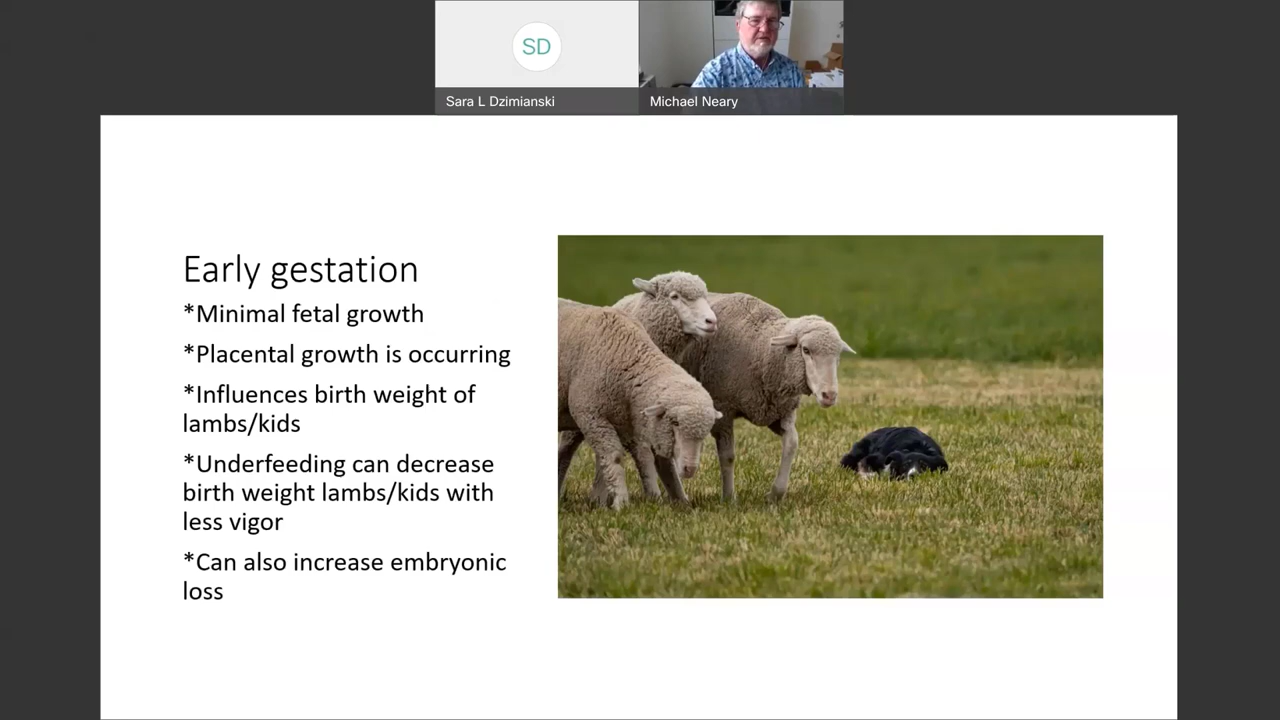 SD
Sara L Dzimianski
Michael Neary
Early gestation
*Minimal fetal growth
*Placental growth is occurring
*Influences birth weight of
lambs/kids
*Underfeeding can decrease
birth weight lambs/kids with
less vigor
*Can also increase embryonic
loss